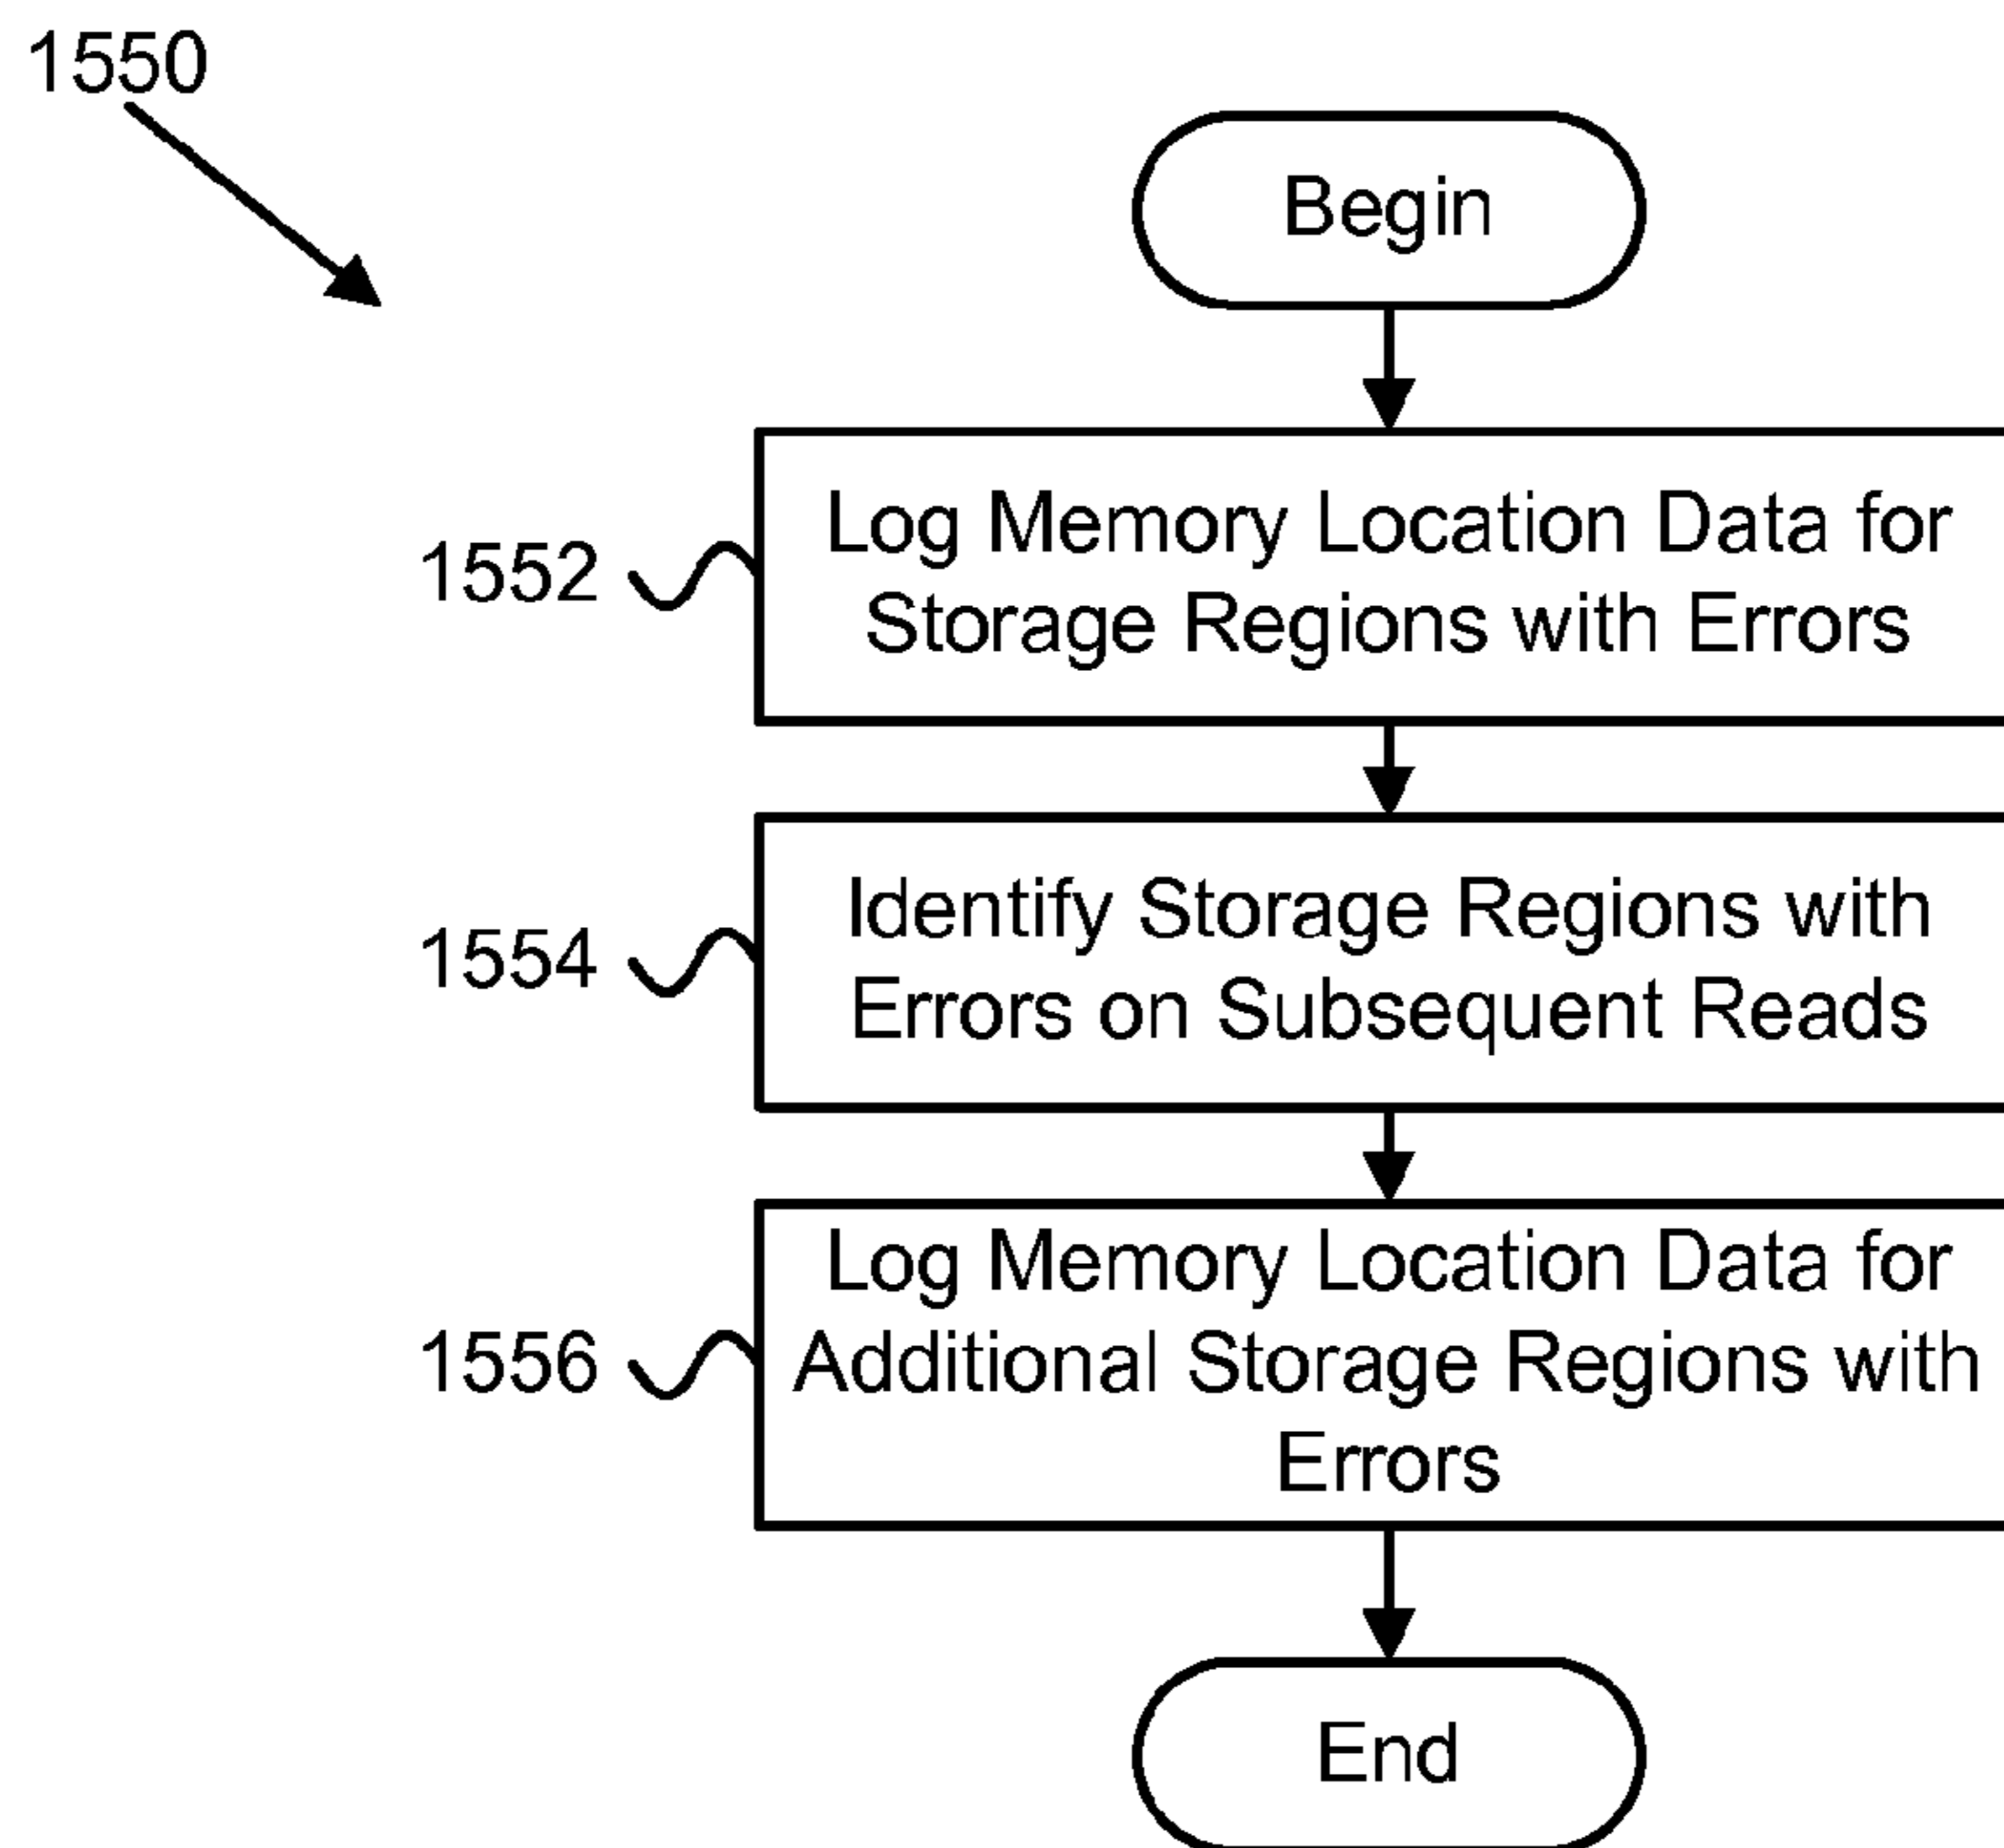 1550
Begin
1552
Log Memory Location Data for
Storage Regions with Errors
1554
Identify Storage Regions with
Errors on Subsequent Reads
1556
Log Memory Location Data for
Additional Storage Regions with
Errors
End